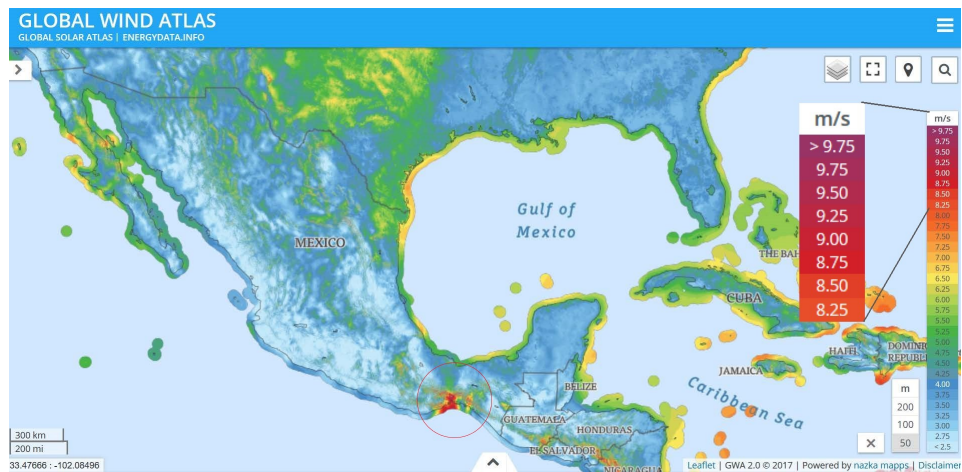 GLOBAL WIND ATLAS
GLOBAL SOLAR ATLAS | ENERGYDATA.INFO
m/s
> 9.75
9.75
9.50
9.25
9.00
8.75
8.50
8.25
m/s
> 9.75
9.75
9.50
9.25
9.00
8.75
8.50
8.25
8.00
7.75
7.50
7.25
7.00
6.75
6.50
6.25
6.00
5.75
5.50
5.25
5.00
4.75
4.50
4.25
4.00
3.75
3.50
3.25
3.00
2.75
< 2.5
Gulf of
Mexico
MEXICO
THE BAH
CUBA
HAITI
DOMINIC
REPUBL
JAMAICA
Caribbean Sea
BELIZE
GUATEMALA
HONDURAS
EL SALVADOR
NICARAGUA
m
200
100
50
300 km
200 mi
33.47666 : -102.08496
Leaflet | GWA 2.0 © 2017 | Powered by nazka mapps | Disclaimer